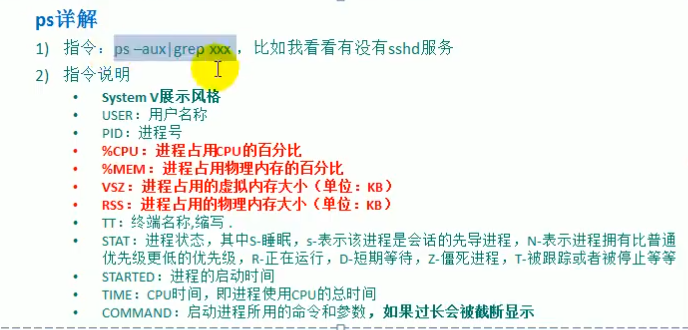 ps详解
1) 指令：ps –aux|grep xxx ，比如我看看有没有sshd服务
2) 指令说明
• System V展示风格
• USER：用户名称
• PID：进程号
• %CPU：进程占用CPU的百分比
• %MEM：进程占用物理内存的百分比
• VSZ：进程占用的虚拟内存大小（单位：KB）
• RSS：进程占用的物理内存大小（单位：KB）
• TT：终端名称,缩写 .
• STAT：进程状态，其中S-睡眠，s-表示该进程是会话的先导进程，N-表示进程拥有比普通
优先级更低的优先级，R-正在运行，D-短期等待，Z-僵死进程，T-被跟踪或者被停止等等
• STARTED：进程的启动时间
• TIME：CPU时间，即进程使用CPU的总时间
• COMMAND：启动进程所用的命令和参数，如果过长会被截断显示